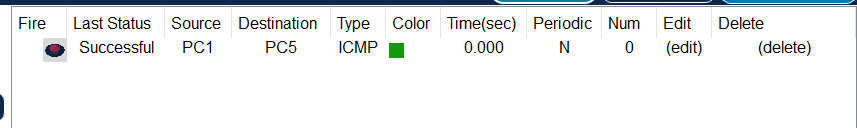 Fire Last Status Source Destination Type Color Time(sec) Periodic Num Edit Delete
Successful PC1 PC5 ICMP 0.000 N 0 (edit) (delete)